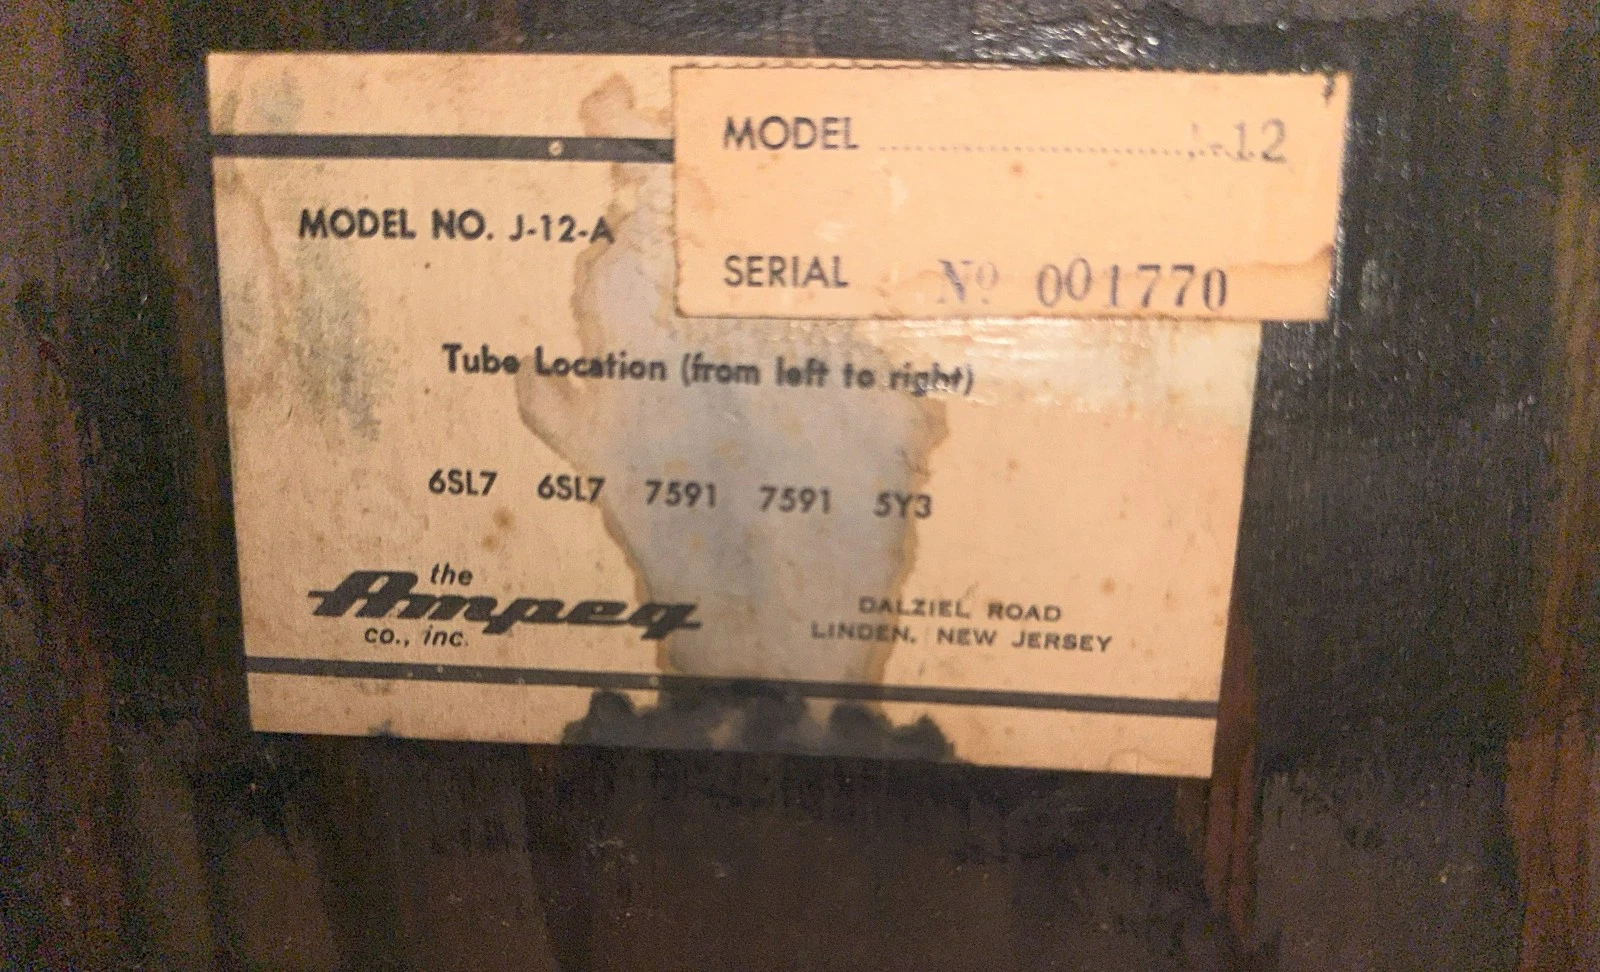 MODEL ........................ J-12
SERIAL Nº 001770
MODEL NO. J-12-A
Tube Location (from left to right)
6SL7 6SL7 7591 7591 5Y3
the
Ampeg
co., inc.
DALZIEL ROAD
LINDEN, NEW JERSEY